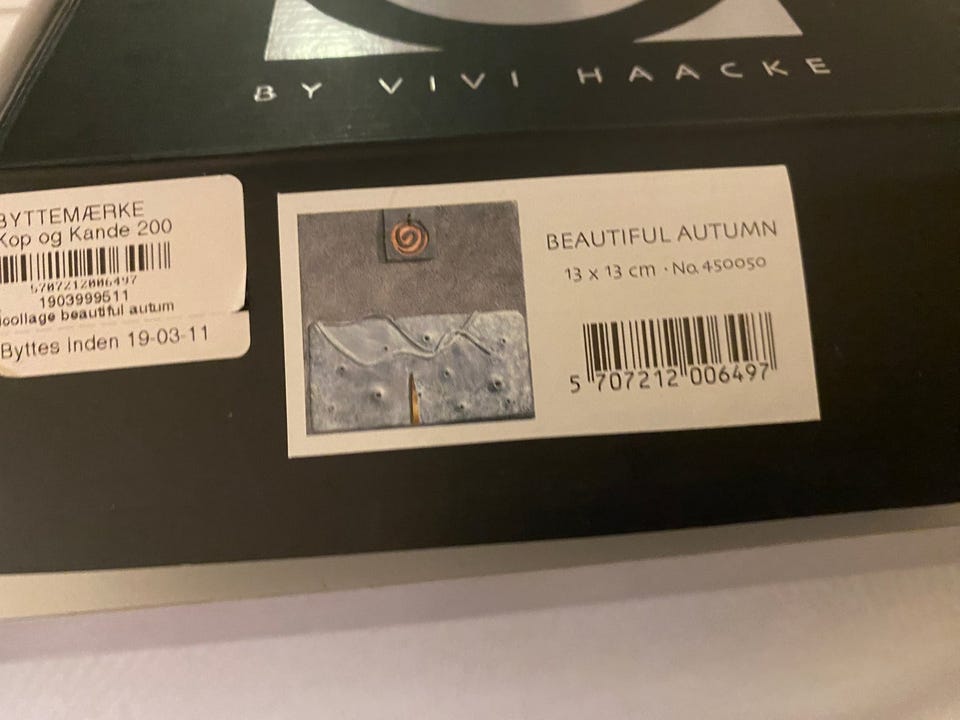 BY VIVI HAACKE
BYTTEMÆRKE
Kop og Kande 200
5707212006497
1903999511
icollage beautiful autum
Byttes inden 19-03-11
BEAUTIFUL AUTUMN
13 x 13 cm · No. 450050
5 707212 006497